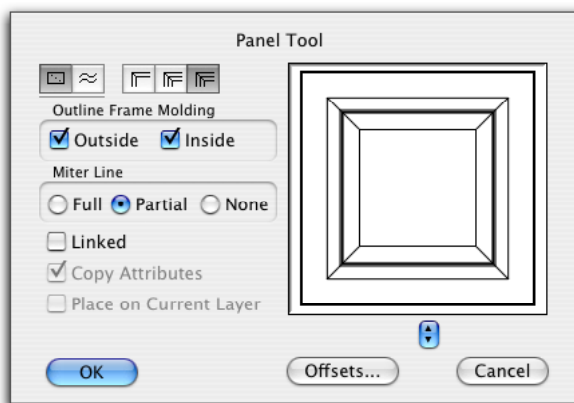 Panel Tool
Outline Frame Molding
Outside Inside
Miter Line
Full Partial None
Linked
Copy Attributes
Place on Current Layer
OK Offsets... Cancel